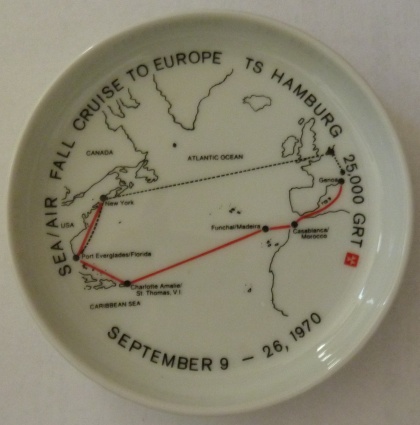 SEA/AIR FALL CRUISE TO EUROPE TS HAMBURG 25,000 GRT
CANADA
ATLANTIC OCEAN
Genoa
New York
USA
Funchal/Madeira
Casablanca/
Morocco
Port Everglades/Florida
Charlotte Amalie/
St. Thomas, V.I.
CARIBBEAN SEA
SEPTEMBER 9 - 26, 1970